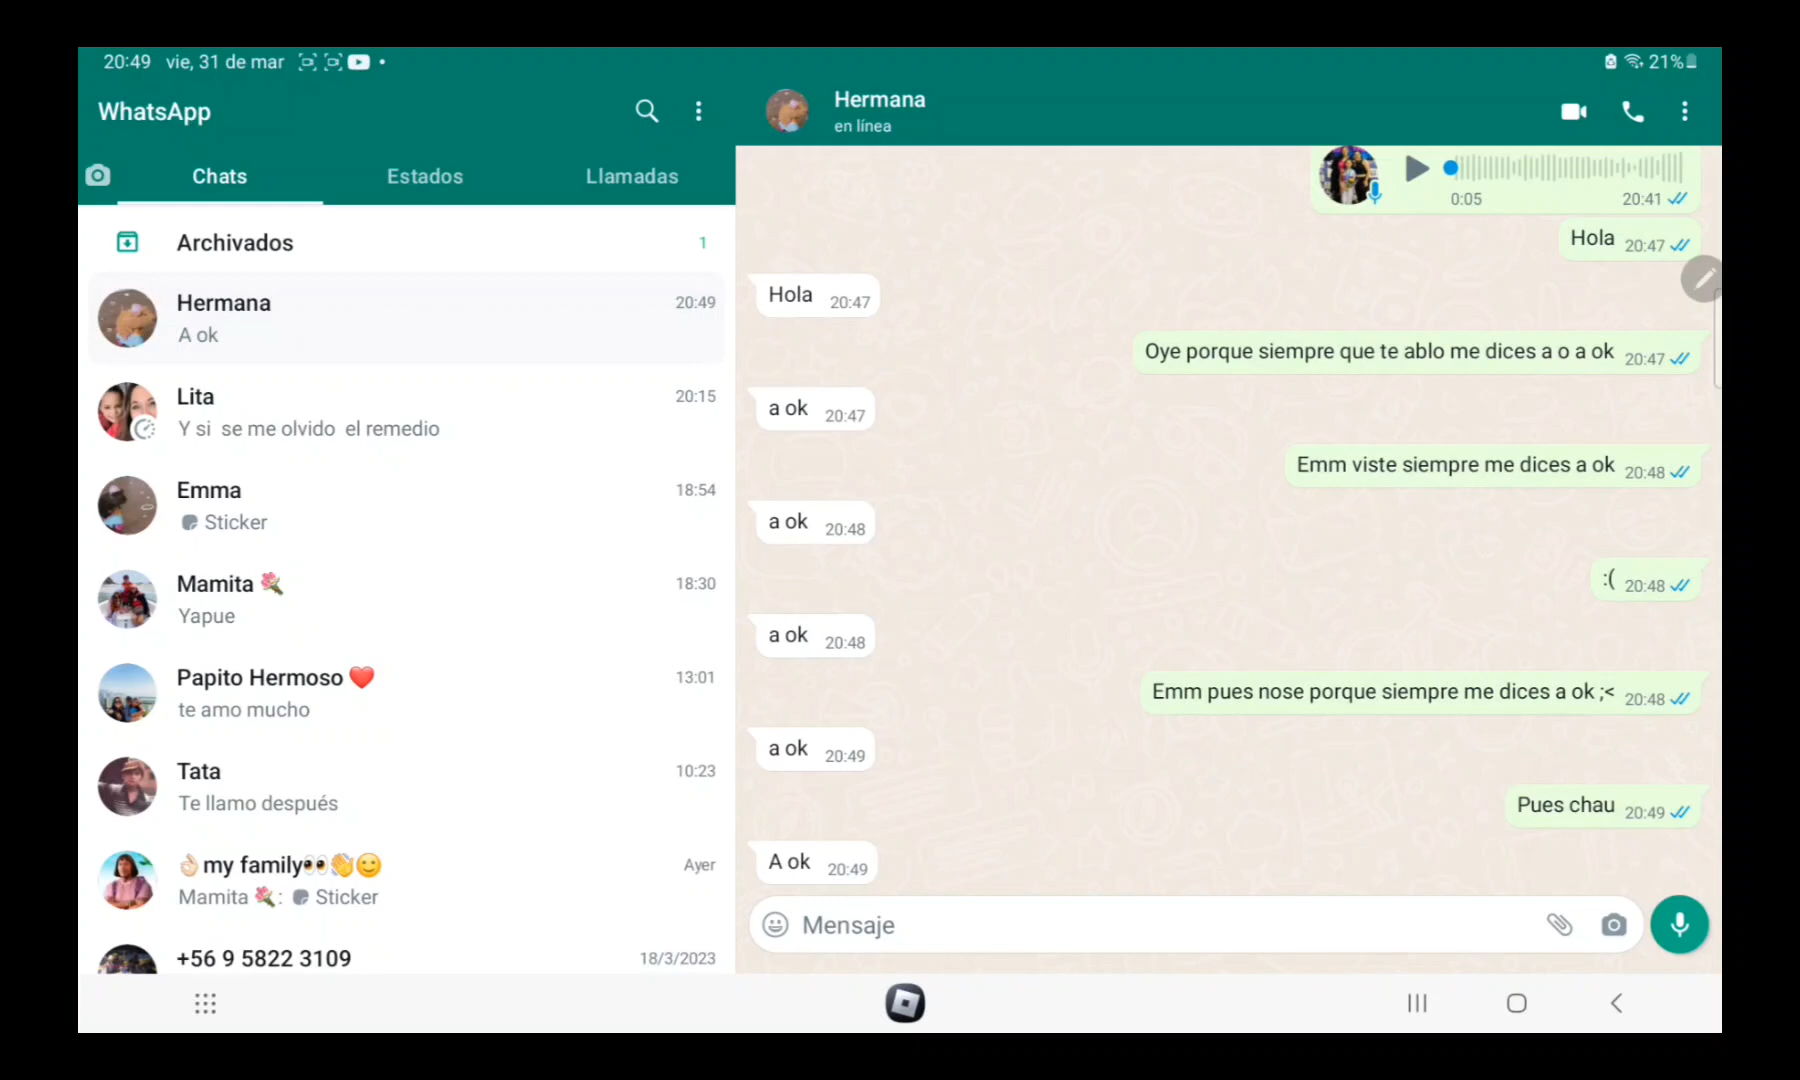 20:49 vie, 31 de mar
21%
WhatsApp
Chats
Estados
Llamadas
Archivados
1
Hermana
20:49
A ok
Lita
20:15
Y si se me olvido el remedio
Emma
18:54
Sticker
Mamita 💐
18:30
Yapue
Papito Hermoso ❤️
13:01
te amo mucho
Tata
10:23
Te llamo después
👌🏻my family👀👋🙂
Ayer
Mamita 💐: Sticker
+56 9 5822 3109
18/3/2023
Hermana
en línea
0:05
20:41
Hola 20:47
Hola 20:47
Oye porque siempre que te ablo me dices a o a ok 20:47
a ok 20:47
Emm viste siempre me dices a ok 20:48
a ok 20:48
:( 20:48
a ok 20:48
Emm pues nose porque siempre me dices a ok ;< 20:48
a ok 20:49
Pues chau 20:49
A ok 20:49
Mensaje